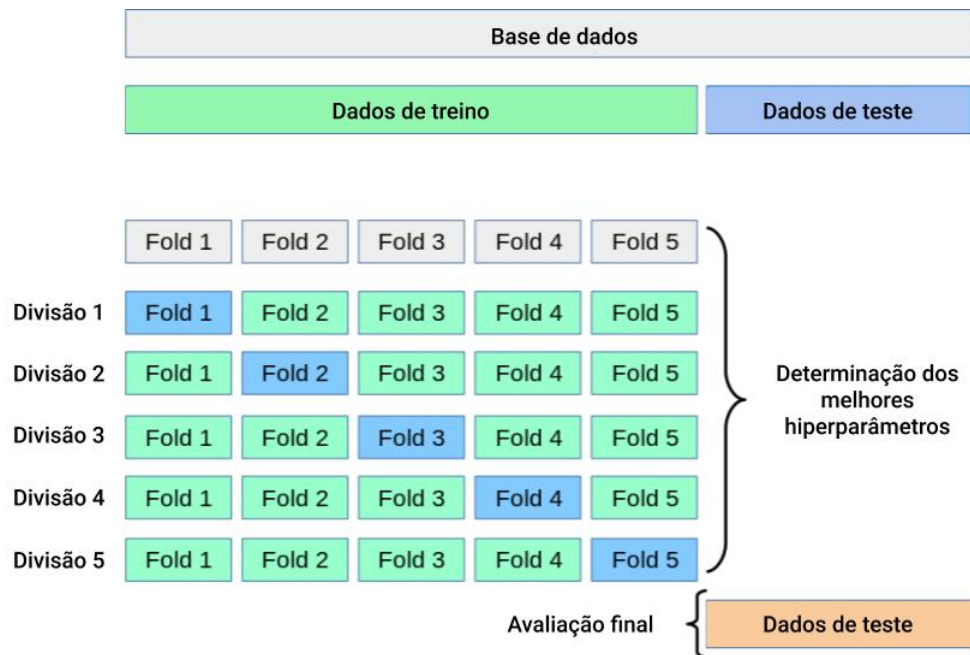 Base de dados
Dados de treino Dados de teste
Fold 1 Fold 2 Fold 3 Fold 4 Fold 5
Divisão 1 Fold 1 Fold 2 Fold 3 Fold 4 Fold 5
Divisão 2 Fold 1 Fold 2 Fold 3 Fold 4 Fold 5
Divisão 3 Fold 1 Fold 2 Fold 3 Fold 4 Fold 5
Divisão 4 Fold 1 Fold 2 Fold 3 Fold 4 Fold 5
Divisão 5 Fold 1 Fold 2 Fold 3 Fold 4 Fold 5
Determinação dos
melhores
hiperparâmetros
Avaliação final Dados de teste